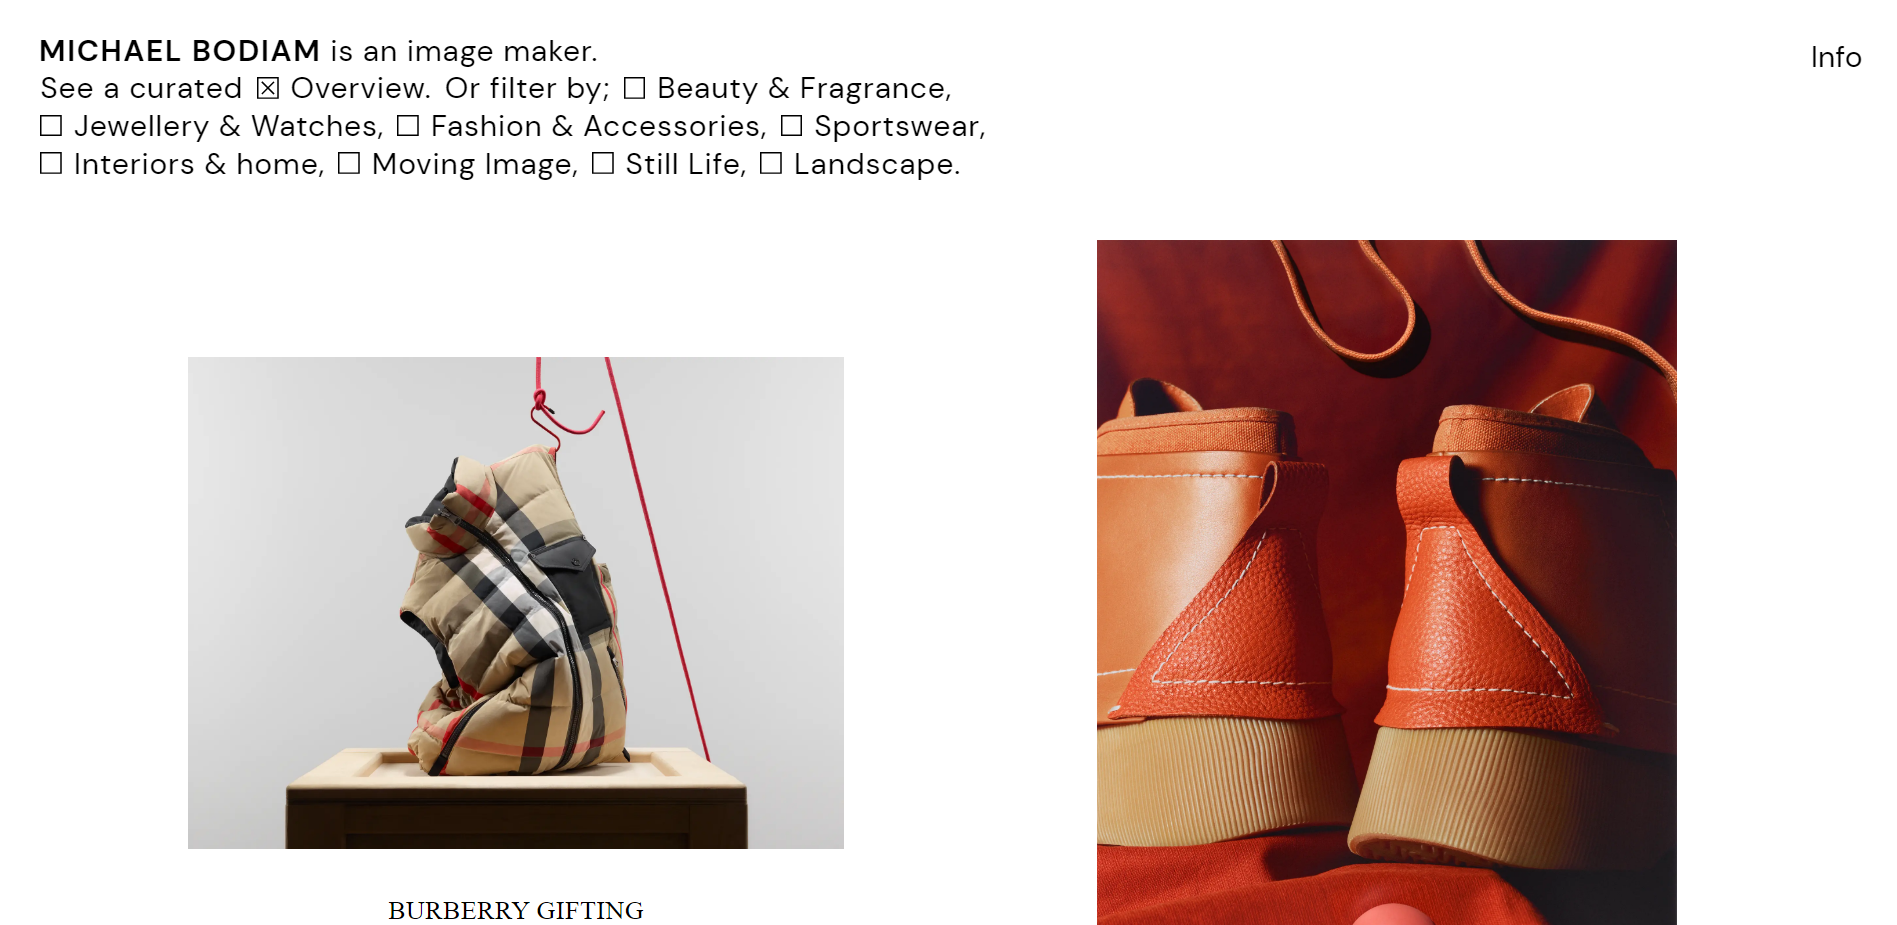 MICHAEL BODIAM is an image maker.
Info
See a curated ☒ Overview. Or filter by; ☐ Beauty & Fragrance,
☐ Jewellery & Watches, ☐ Fashion & Accessories, ☐ Sportswear,
☐ Interiors & home, ☐ Moving Image, ☐ Still Life, ☐ Landscape.
BURBERRY GIFTING